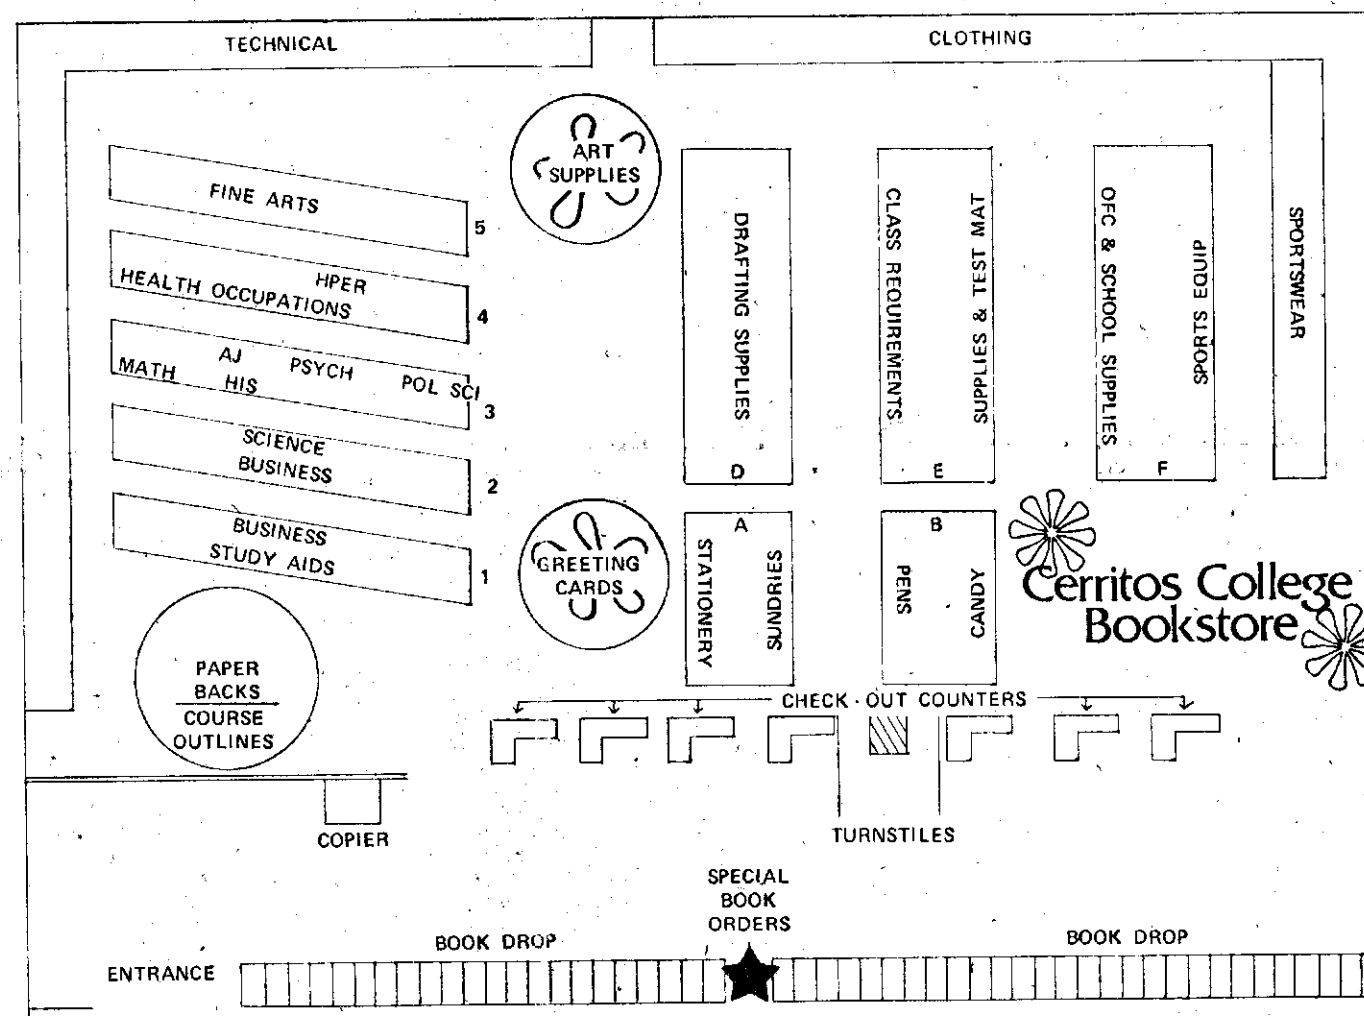 TECHNICAL
CLOTHING
ART
SUPPLIES
FINE ARTS
5
HPER
HEALTH OCCUPATIONS
4
AJ PSYCH POL SCI
MATH HIS
3
SCIENCE
BUSINESS
2
BUSINESS
STUDY AIDS
1
DRAFTING SUPPLIES
D
CLASS REQUIREMENTS
SUPPLIES & TEST MAT
E
OFC & SCHOOL SUPPLIES
SPORTS EQUIP
F
SPORTSWEAR
GREETING
CARDS
A
STATIONERY
SUNDRIES
B
PENS
CANDY
Cerritos College
Bookstore
PAPER
BACKS
COURSE
OUTLINES
CHECK-OUT COUNTERS
COPIER
TURNSTILES
SPECIAL
BOOK
ORDERS
BOOK DROP
BOOK DROP
ENTRANCE